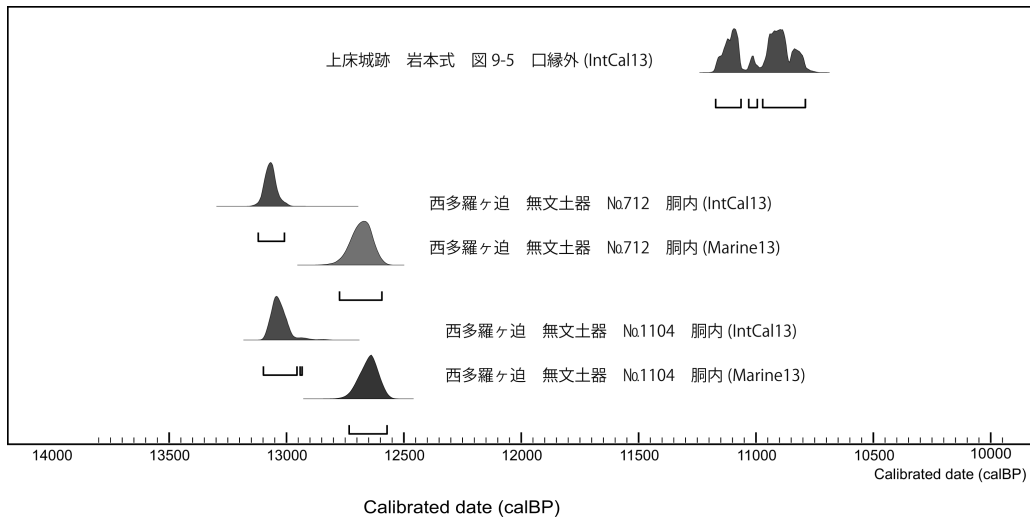 上床城跡　岩本式　図 9-5　口縁外 (IntCal13)
西多羅ヶ迫　無文土器　№712　胴内 (IntCal13)
西多羅ヶ迫　無文土器　№712　胴内 (Marine13)
西多羅ヶ迫　無文土器　№1104　胴内 (IntCal13)
西多羅ヶ迫　無文土器　№1104　胴内 (Marine13)
14000 13500 13000 12500 12000 11500 11000 10500 10000
Calibrated date (calBP)
Calibrated date (calBP)